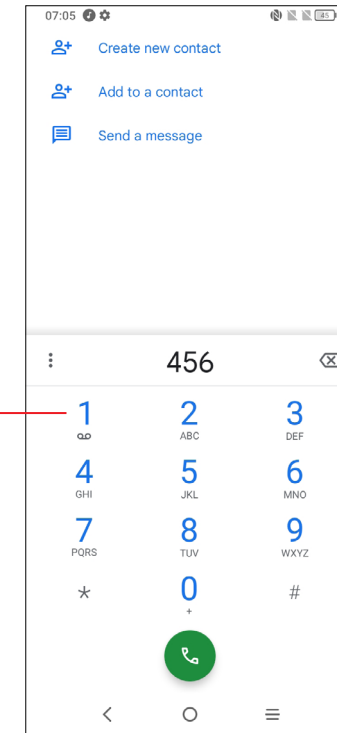 07:05 45
Create new contact
Add to a contact
Send a message
456
1 2 3
ABC DEF
4 5 6
GHI JKL MNO
7 8 9
PQRS TUV WXYZ
* 0 #
+